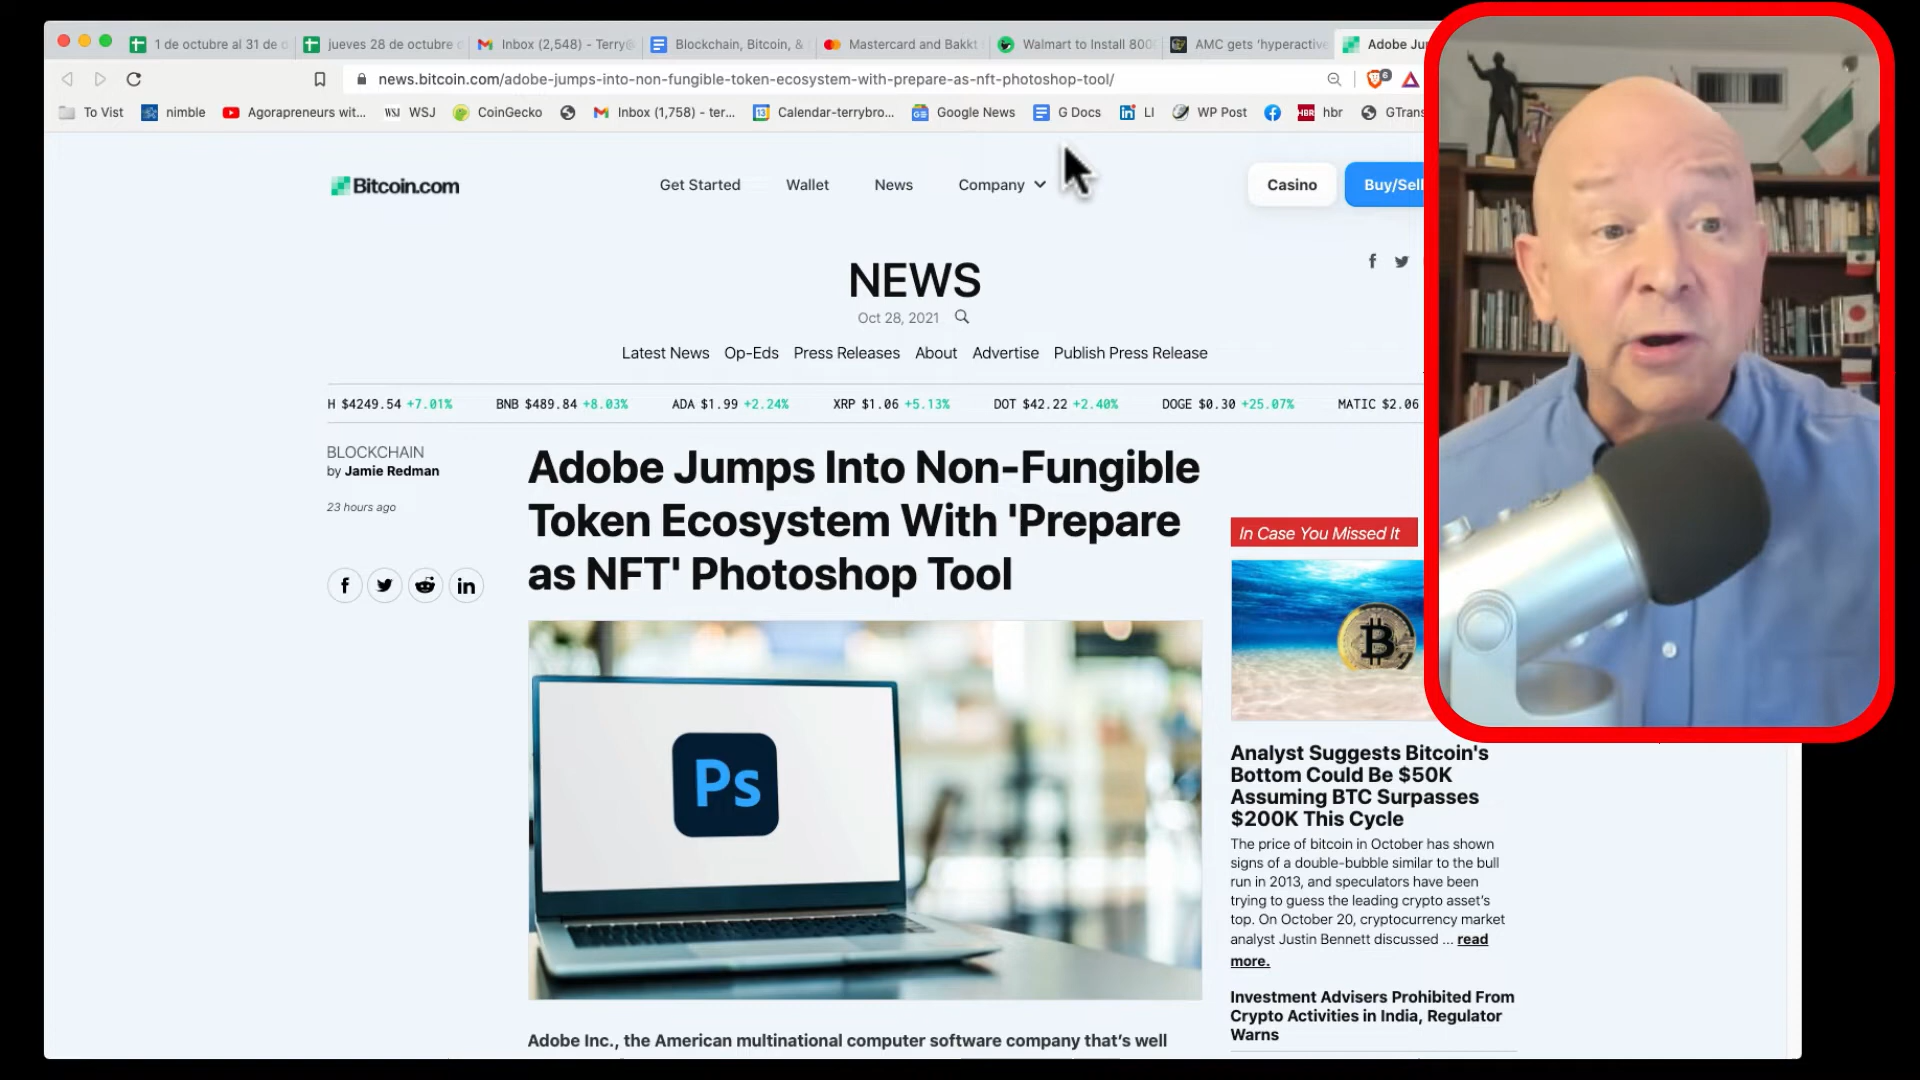 1 de octubre al 31 de
jueves 28 de octubre
Inbox (2,548) - Terry@
Blockchain, Bitcoin, &
Mastercard and Bakkt
Walmart to Install 800
AMC gets 'hyperactive
Adobe Ju
news.bitcoin.com/adobe-jumps-into-non-fungible-token-ecosystem-with-prepare-as-nft-photoshop-tool/
6
To Vist
nimble
Agorapreneurs wit...
WSJ WSJ
CoinGecko
Inbox (1,758) - ter...
13 Calendar-terrybro...
Google News
G Docs
LI
WP Post
HBR hbr
GTran
Bitcoin.com
Get Started
Wallet
News
Company
Casino
Buy/Sell
NEWS
Oct 28, 2021
Latest News Op-Eds Press Releases About Advertise Publish Press Release
H $4249.54 +7.01% BNB $489.84 +8.03% ADA $1.99 +2.24% XRP $1.06 +5.13% DOT $42.22 +2.40% DOGE $0.30 +25.07% MATIC $2.06
BLOCKCHAIN
by Jamie Redman
23 hours ago
Adobe Jumps Into Non-Fungible
Token Ecosystem With 'Prepare
as NFT' Photoshop Tool
Ps
Adobe Inc., the American multinational computer software company that's well
In Case You Missed It
Analyst Suggests Bitcoin's
Bottom Could Be $50K
Assuming BTC Surpasses
$200K This Cycle
The price of bitcoin in October has shown
signs of a double-bubble similar to the bull
run in 2013, and speculators have been
trying to guess the leading crypto asset's
top. On October 20, cryptocurrency market
analyst Justin Bennett discussed ... read
more.
Investment Advisers Prohibited From
Crypto Activities in India, Regulator
Warns